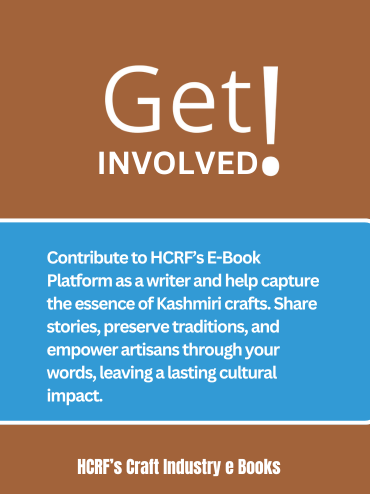 Get!
INVOLVED
Contribute to HCRF's E-Book
Platform as a writer and help capture
the essence of Kashmiri crafts. Share
stories, preserve traditions, and
empower artisans through your
words, leaving a lasting cultural
impact.
HCRF's Craft Industry e Books